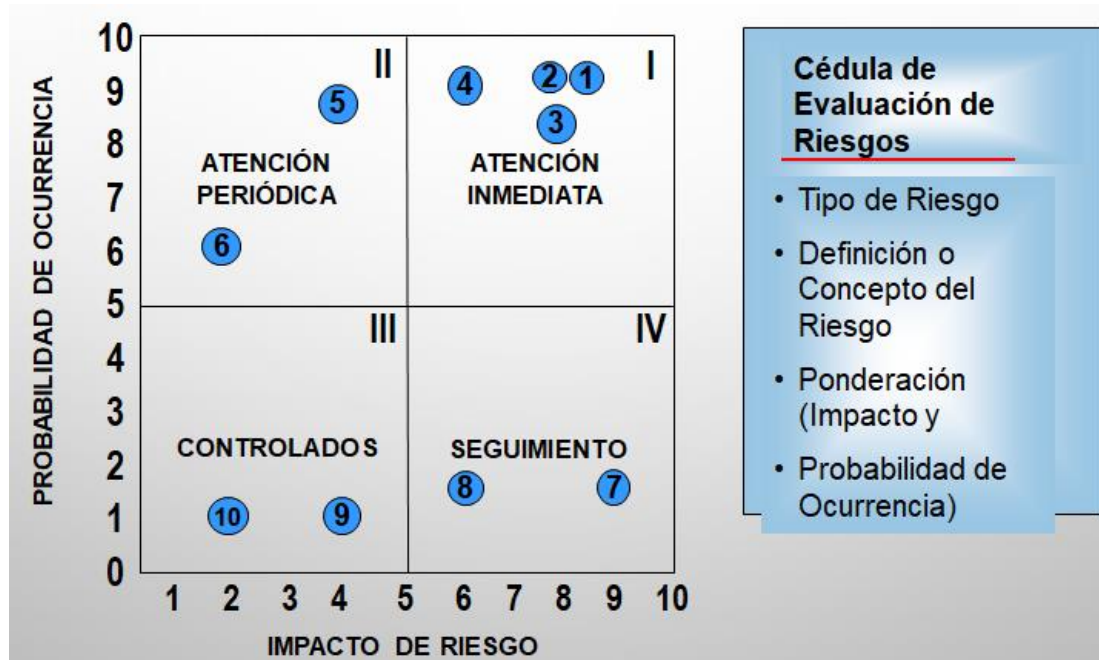 10
9
8
7
6
5
4
3
2
1
0
PROBABILIDAD DE OCURRENCIA
II
I
5
4
2
1
3
ATENCIÓN
PERIÓDICA
ATENCIÓN
INMEDIATA
6
III
IV
CONTROLADOS
SEGUIMIENTO
10
9
8
7
1 2 3 4 5 6 7 8 9 10
IMPACTO DE RIESGO
Cédula de
Evaluación de
Riesgos
• Tipo de Riesgo
• Definición o
Concepto del
Riesgo
• Ponderación
(Impacto y
• Probabilidad de
Ocurrencia)